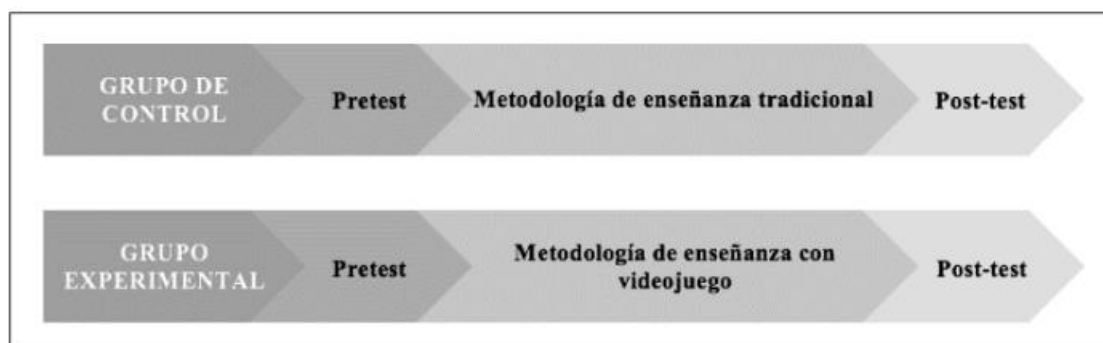 GRUPO DE
CONTROL
Pretest
Metodología de enseñanza tradicional
Post-test
GRUPO
EXPERIMENTAL
Pretest
Metodología de enseñanza con
videojuego
Post-test